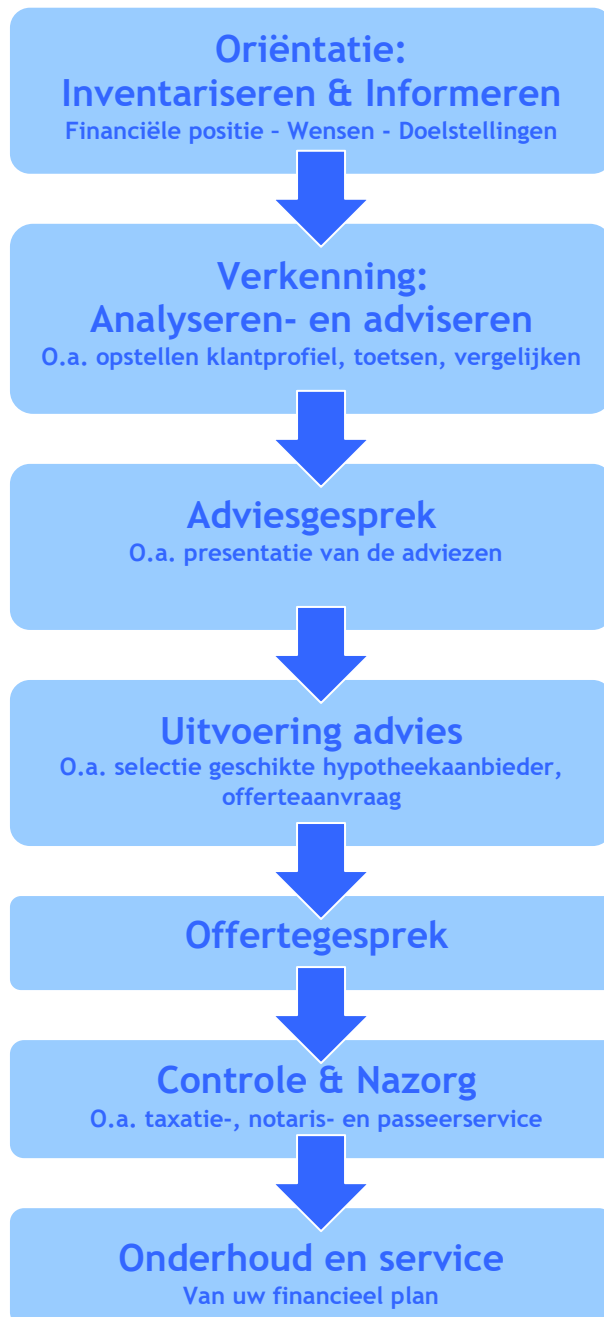 Oriëntatie:
Inventariseren & Informeren
Financiële positie – Wensen - Doelstellingen
Verkenning:
Analyseren- en adviseren
O.a. opstellen klantprofiel, toetsen, vergelijken
Adviesgesprek
O.a. presentatie van de adviezen
Uitvoering advies
O.a. selectie geschikte hypotheekaanbieder,
offerteaanvraag
Offertegesprek
Controle & Nazorg
O.a. taxatie-, notaris- en passeerservice
Onderhoud en service
Van uw financieel plan